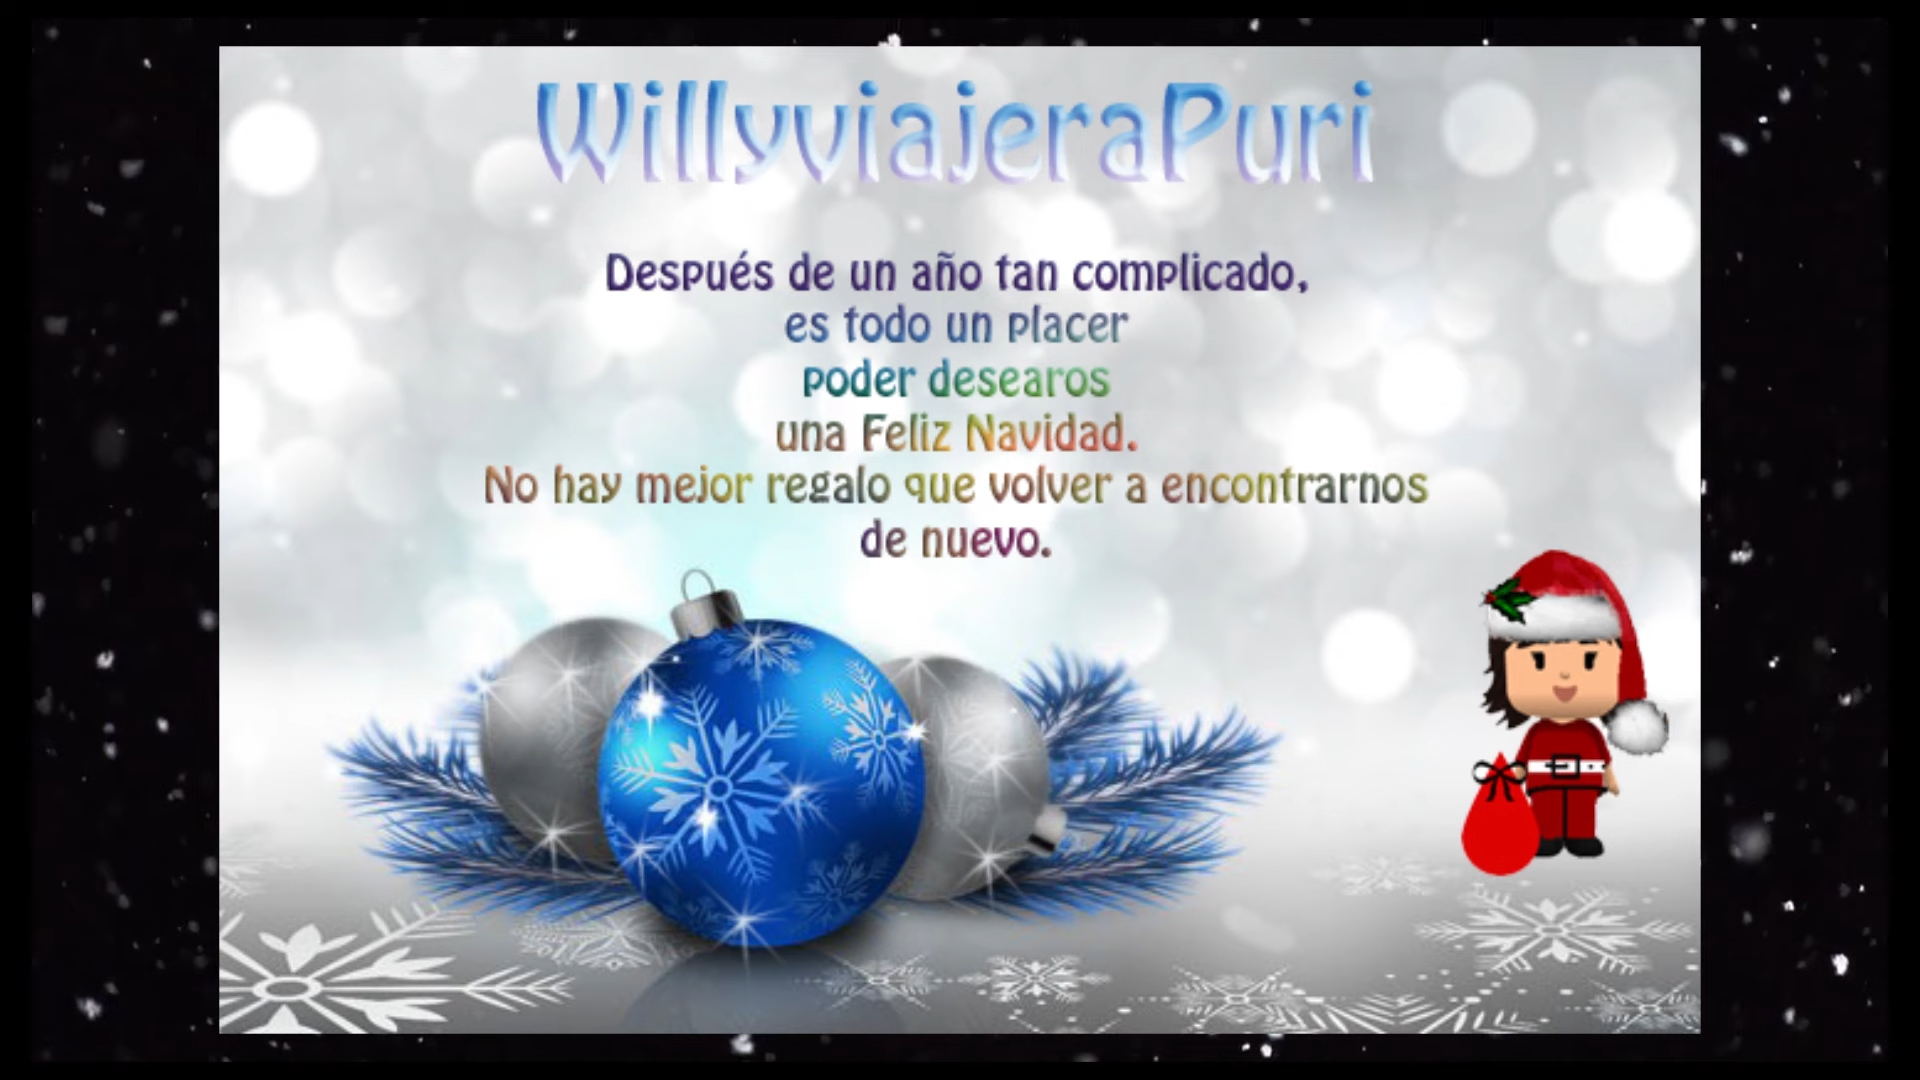 WillyviajeraPuri
Después de un año tan complicado,
es todo un placer
poder desearos
una Feliz Navidad.
No hay mejor regalo que volver a encontrarnos
de nuevo.